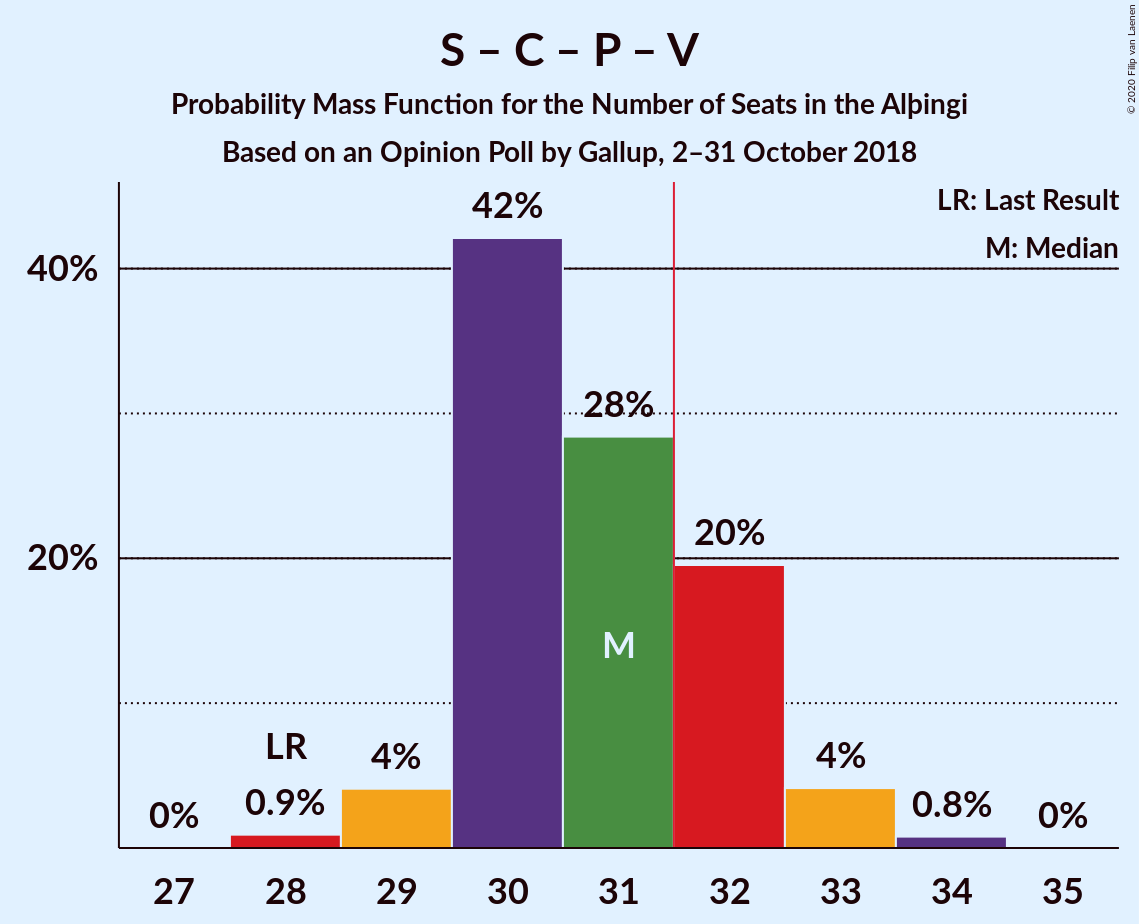 S – C – P – V
Probability Mass Function for the Number of Seats in the Alþingi
Based on an Opinion Poll by Gallup, 2–31 October 2018
© 2020 Filip van Laenen
LR: Last Result
M: Median
40%
20%
0%
LR
0.9%
4%
42%
28%
M
20%
4%
0.8%
0%
27 28 29 30 31 32 33 34 35